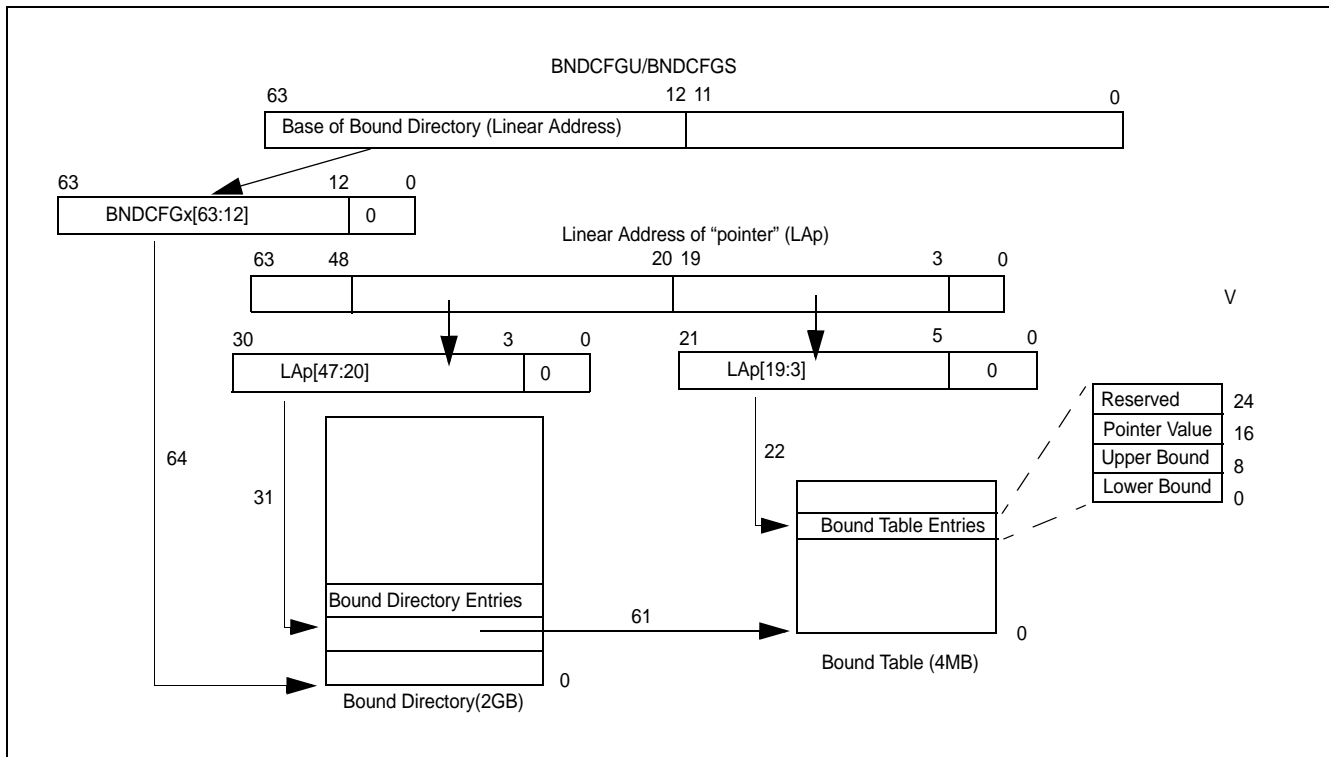 BNDCFGU/BNDCFGS
63 12 11 0
Base of Bound Directory (Linear Address)
63 12 0
BNDCFGx[63:12] 0
Linear Address of “pointer” (LAp)
63 48 20 19 3 0
V
30 3 0
21 5 0
LAp[47:20] 0
LAp[19:3] 0
Reserved 24
Pointer Value 16
Upper Bound 8
Lower Bound 0
64
22
31
Bound Table Entries
Bound Directory Entries
61
0
Bound Table (4MB)
0
Bound Directory(2GB)